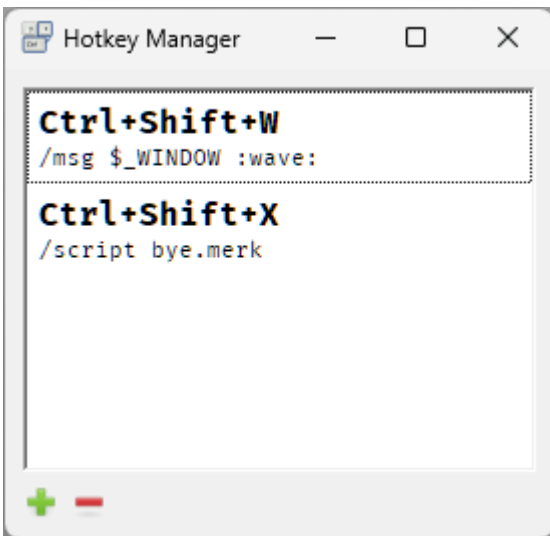 Hotkey Manager
Ctrl+Shift+W
/msg $_WINDOW :wave:
Ctrl+Shift+X
/script bye.merk